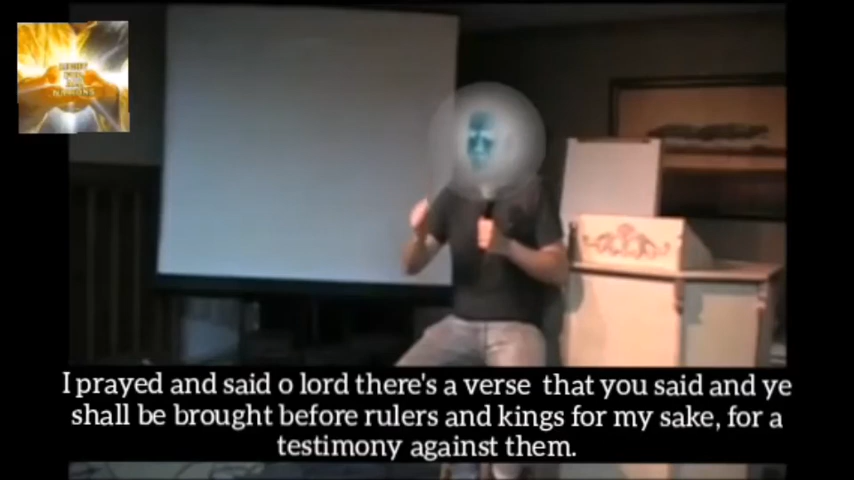 NATIONS
I prayed and said o lord there's a verse that you said and ye
shall be brought before rulers and kings for my sake, for a
testimony against them.